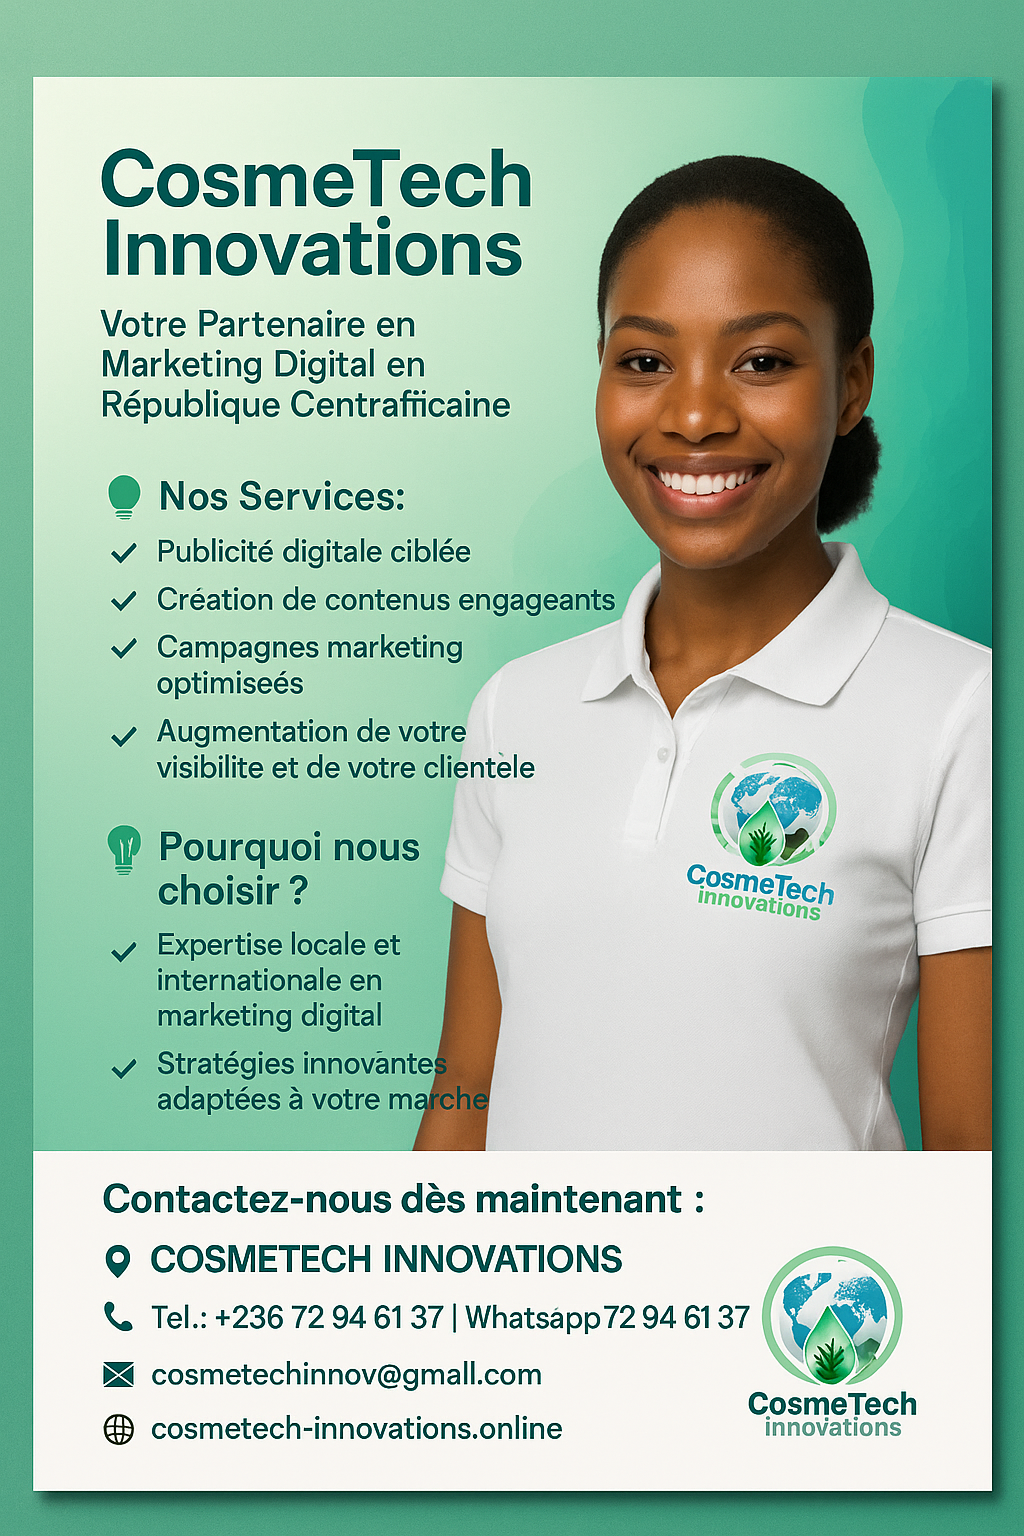 CosmeTech
Innovations
Votre Partenaire en
Marketing Digital en
République Centrafficaine
Nos Services:
Publicité digitale ciblée
Création de contenus engageants
Campagnes marketing
optimiseés
Augmentation de votre
visibilite et de votre clientèle
Pourquoi nous
choisir ?
Expertise locale et
internationale en
marketing digital
Stratégies innovantes
adaptées à votre marche
CosmeTech
innovations
Contactez-nous dès maintenant :
COSMETECH INNOVATIONS
Tel.: +236 72 94 61 37 | Whatsápp 72 94 61 37
cosmetechinnov@gmall.com
cosmetech-innovations.online
CosmeTech
innovations